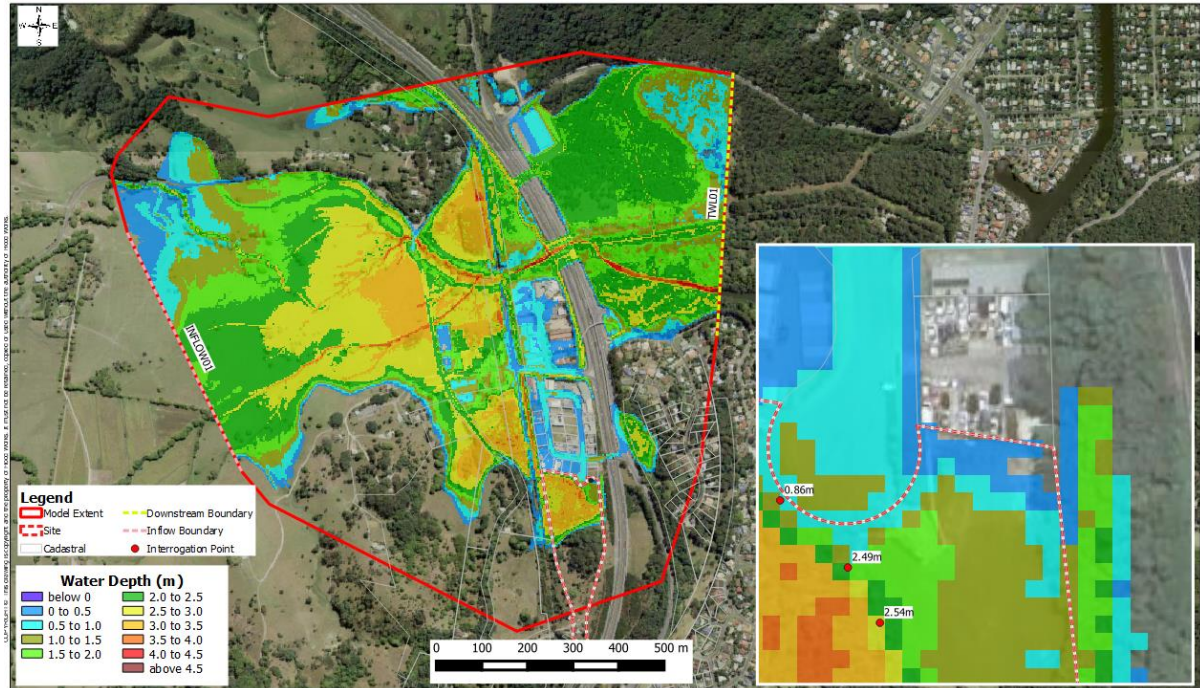 N
W E
S
INFLOW01
TWL01
Legend
Model Extent
Site
Cadastral
Downstream Boundary
Inflow Boundary
Interrogation Point
Water Depth (m)
below 0
0 to 0.5
0.5 to 1.0
1.0 to 1.5
1.5 to 2.0
2.0 to 2.5
2.5 to 3.0
3.0 to 3.5
3.5 to 4.0
4.0 to 4.5
above 4.5
0 100 200 300 400 500 m
0.86m
2.49m
2.54m